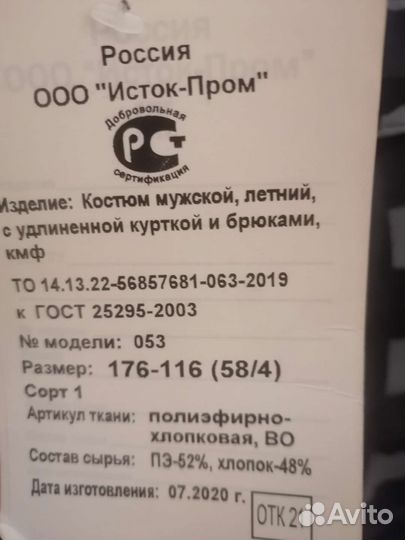 Россия
ООО "Исток-Пром"
Добровольная
РСТ
сертификация
Изделие: Костюм мужской, летний,
с удлиненной курткой и брюками,
кмф
ТО 14.13.22-56857681-063-2019
к ГОСТ 25295-2003
№ модели: 053
Размер: 176-116 (58/4)
Сорт 1
Артикул ткани: полиэфирно-
хлопковая, ВО
Состав сырья: ПЭ-52%, хлопок-48%
Дата изготовления: 07.2020 г.
ОТК
Avito